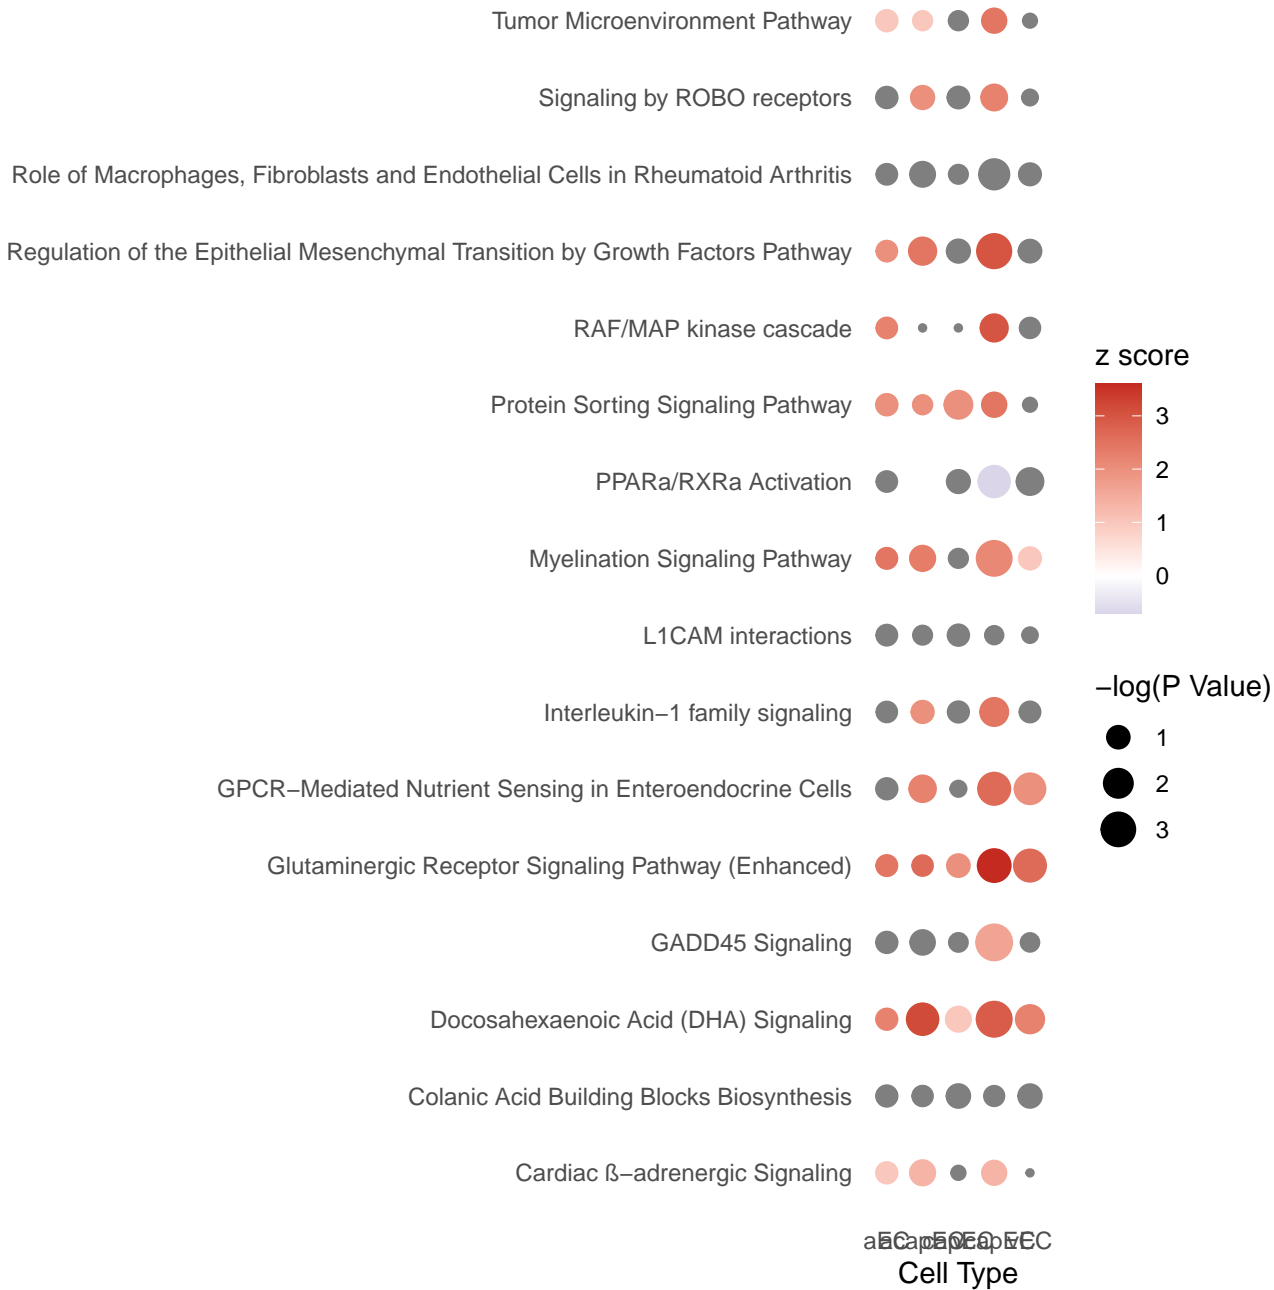 Tumor Microenvironment Pathway
Signaling by ROBO receptors
Role of Macrophages, Fibroblasts and Endothelial Cells in Rheumatoid Arthritis
Regulation of the Epithelial Mesenchymal Transition by Growth Factors Pathway
RAF/MAP kinase cascade
Protein Sorting Signaling Pathway
PPARa/RXRa Activation
Myelination Signaling Pathway
L1CAM interactions
Interleukin−1 family signaling
GPCR−Mediated Nutrient Sensing in Enteroendocrine Cells
Glutaminergic Receptor Signaling Pathway (Enhanced)
GADD45 Signaling
Docosahexaenoic Acid (DHA) Signaling
Colanic Acid Building Blocks Biosynthesis
Cardiac ß−adrenergic Signaling
Cell Type
z score
3
2
1
0
−log(P Value)
1
2
3